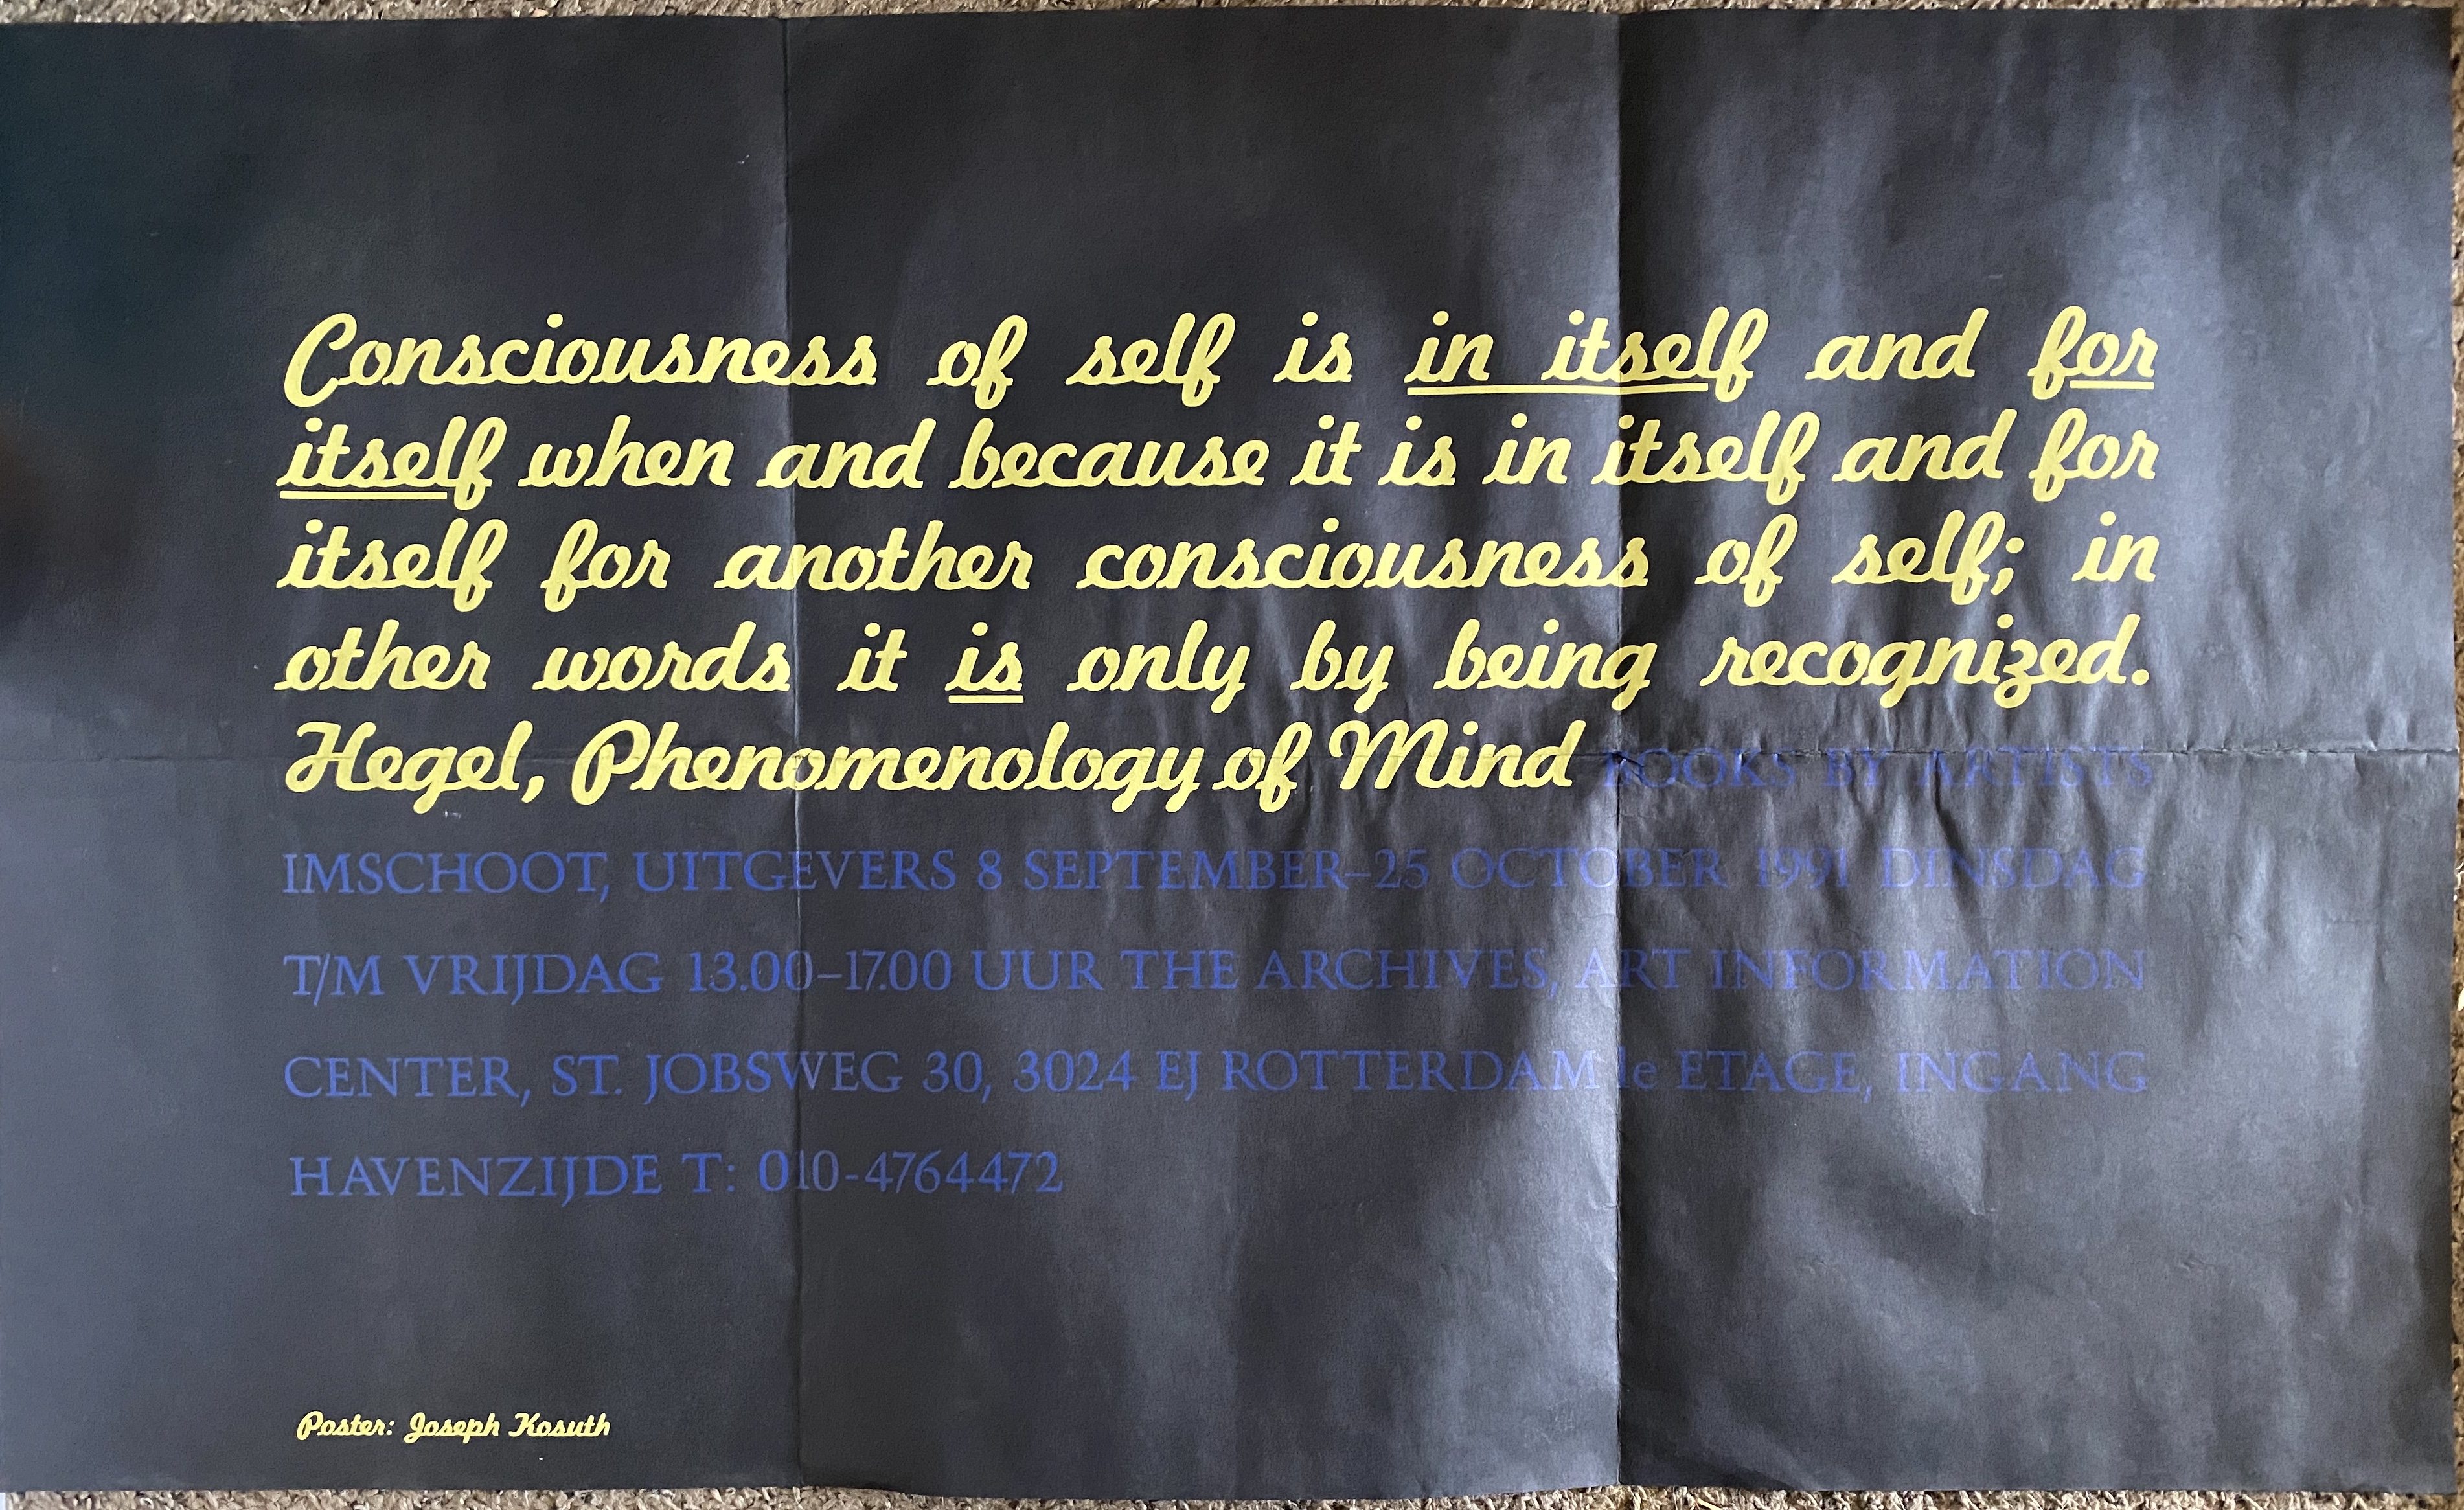 Consciousness of self is in itself and for
itself when and because it is in itself and for
itself for another consciousness of self; in
other words it is only by being recognized.
Hegel, Phenomenology of Mind BOOKS BY ARTISTS
IMSCHOOT, UITGEVERS 8 SEPTEMBER–25 OCTOBER 1991 DINSDAG
T/M VRIJDAG 13.00–17.00 UUR THE ARCHIVES, ART INFORMATION
CENTER, ST. JOBSWEG 30, 3024 EJ ROTTERDAM 1e ETAGE, INGANG
HAVENZIJDE T: 010-4764472
Poster: Joseph Kosuth